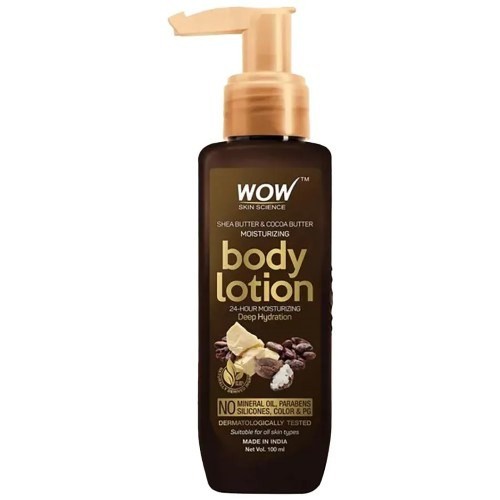 WOW™
SKIN SCIENCE
SHEA BUTTER & COCOA BUTTER
MOISTURIZING
body
lotion
24-HOUR MOISTURIZING
Deep Hydration
NO MINERAL OIL, PARABENS
SILICONES, COLOR & PG
DERMATOLOGICALLY TESTED
Suitable for all skin types
MADE IN INDIA
Net Vol. 100 ml